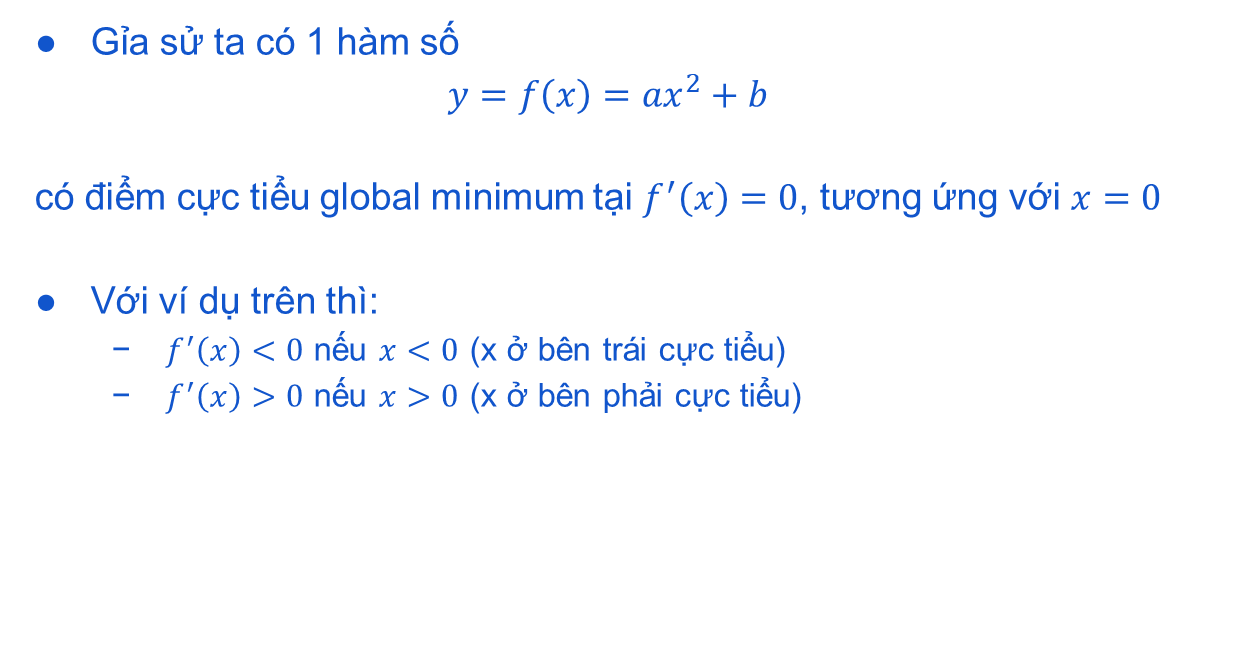 ● Gỉa sử ta có 1 hàm số
y = f(x) = ax² + b
có điểm cực tiểu global minimum tại f′(x) = 0, tương ứng với x = 0
● Với ví dụ trên thì:
− f′(x) < 0 nếu x < 0 (x ở bên trái cực tiểu)
− f′(x) > 0 nếu x > 0 (x ở bên phải cực tiểu)